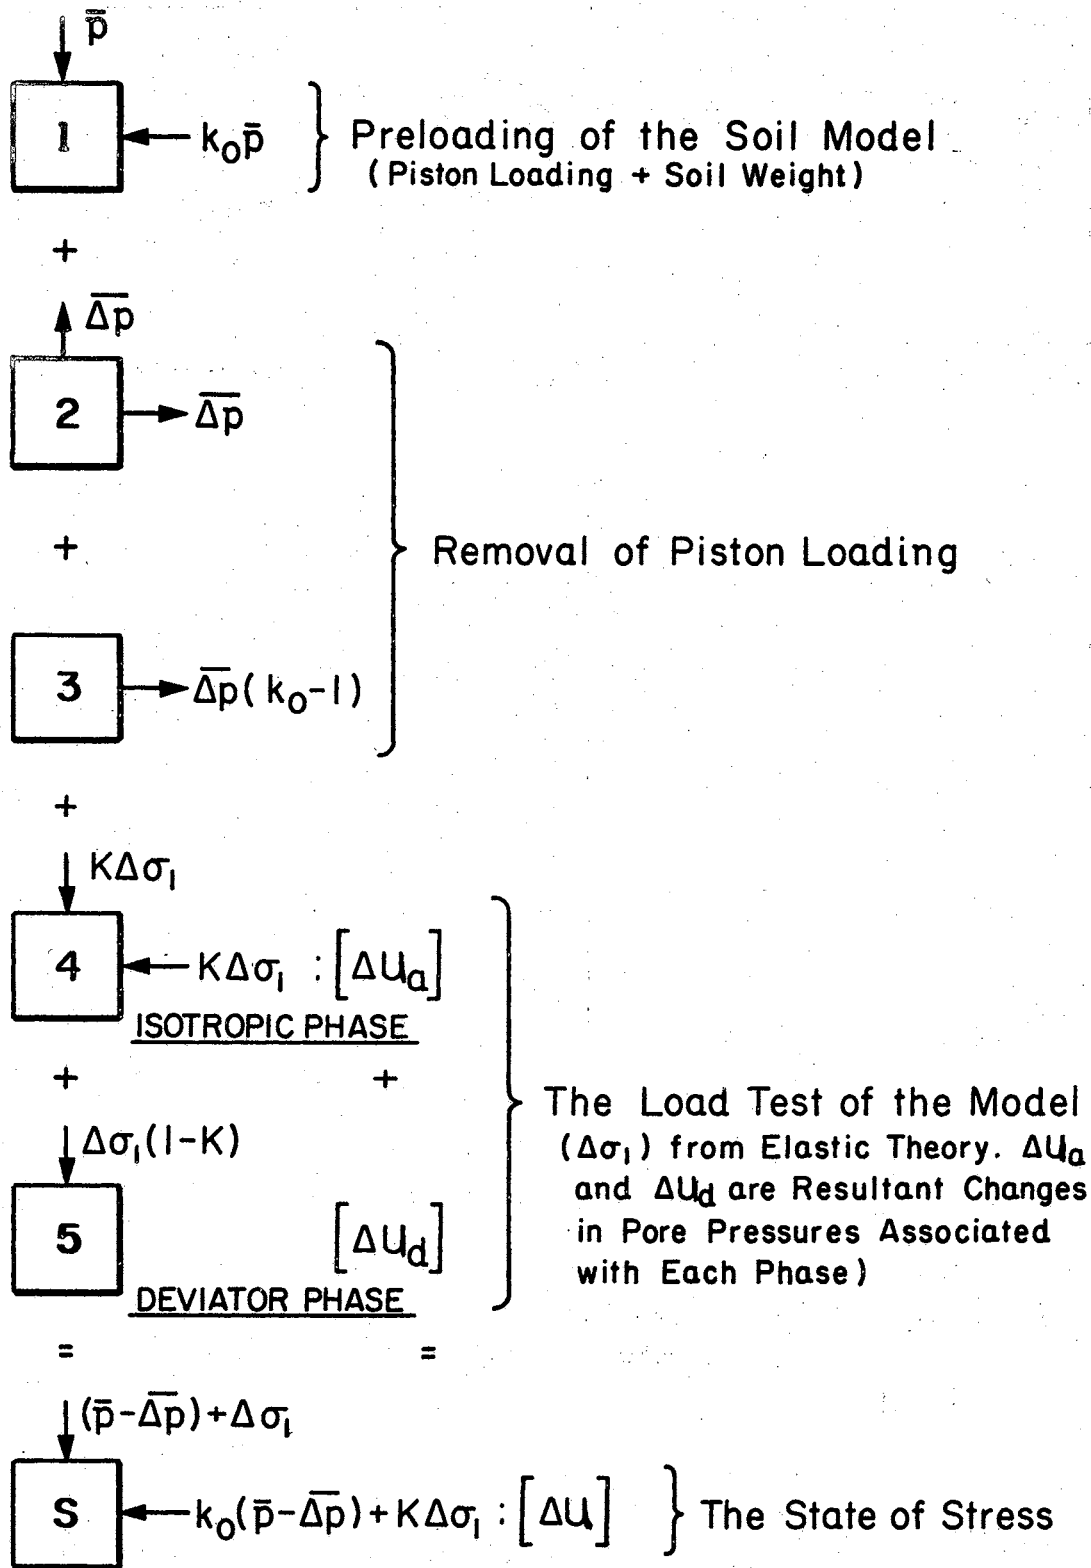 p̄
1
k₀p̄
Preloading of the Soil Model
(Piston Loading + Soil Weight)
+
Δp̅
2
Δp̅
+
Removal of Piston Loading
3
Δp̅(k₀-1)
+
KΔσ₁
4
KΔσ₁ : [ΔUₐ]
ISOTROPIC PHASE
+ +
The Load Test of the Model
(Δσ₁) from Elastic Theory. ΔUₐ
and ΔU_d are Resultant Changes
in Pore Pressures Associated
with Each Phase)
Δσ₁(1-K)
5
[ΔU_d]
DEVIATOR PHASE
= =
(p̄-Δp̅)+Δσ₁
S
k₀(p̄-Δp̅)+KΔσ₁ : [ΔU]
The State of Stress